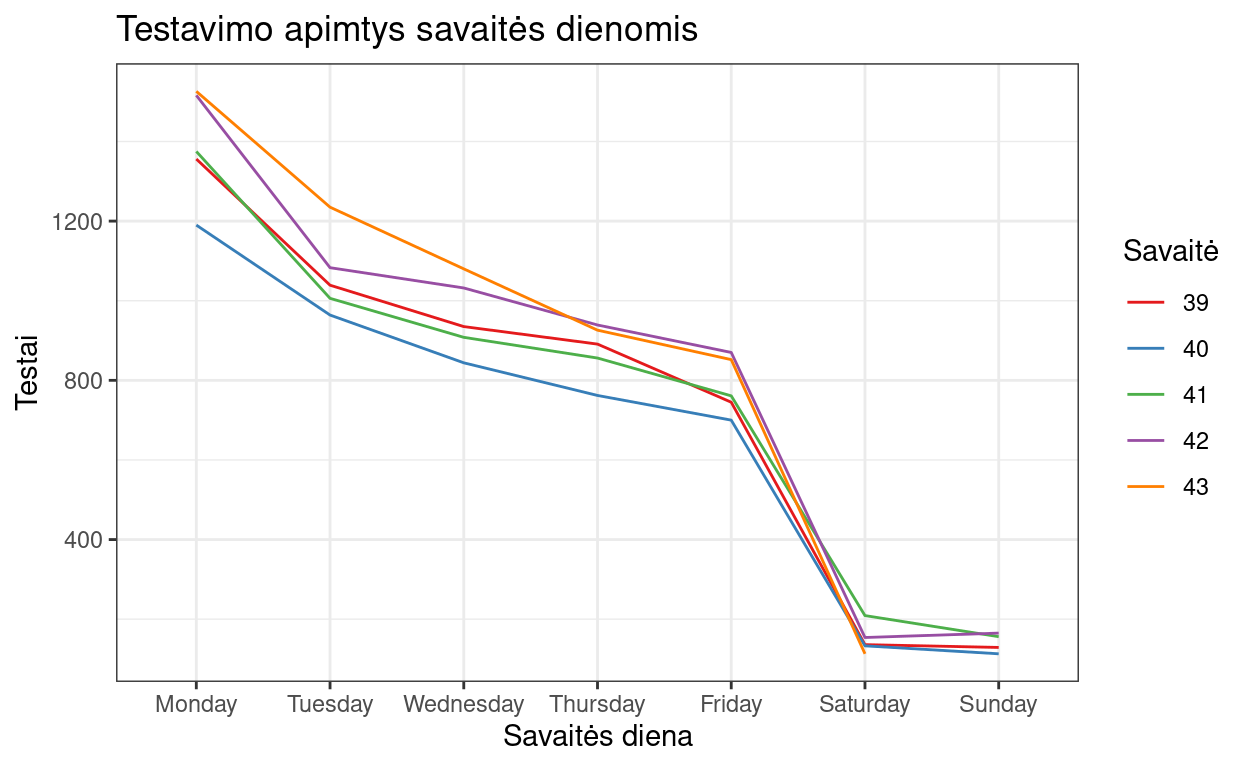 Testavimo apimtys savaitės dienomis
Testai
1200
800
400
Monday Tuesday Wednesday Thursday Friday Saturday Sunday
Savaitės diena
Savaitė
39
40
41
42
43